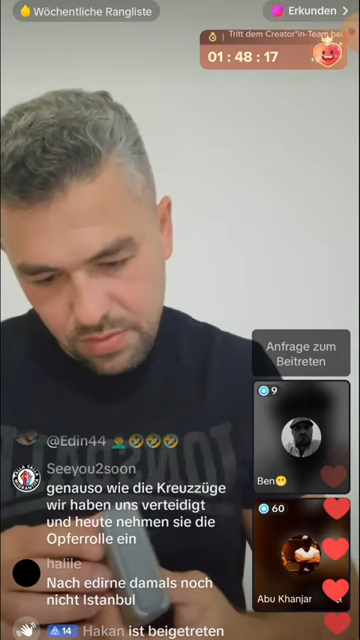 Wöchentliche Rangliste
Erkunden >
Tritt dem Creator*in-Team bei
01 : 48 : 17
Anfrage zum
Beitreten
9
Ben😁
60
Abu Khanjar
@Edin44 🤦‍♂️🤣🤣🤣
Seeyou2soon
genauso wie die Kreuzzüge
wir haben uns verteidigt
und heute nehmen sie die
Opferrolle ein
halile
Nach edirne damals noch
nicht Istanbul
14 Hakan ist beigetreten